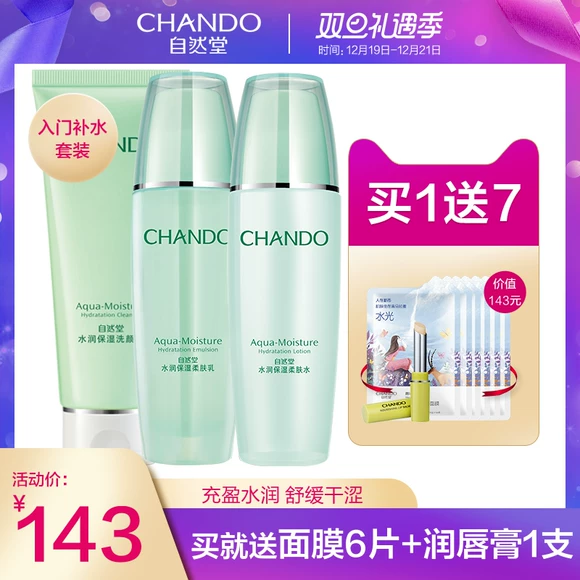 CHANDO
自然堂
双旦礼遇季
时间:12月19日-12月21日
入门补水
套装
Aqua-Moisture
Hydratation Clean
自然堂
水润保湿洗颜
CHANDO
Aqua-Moisture
Hydratation Emulsion
自然堂
水润保湿柔肤乳
CHANDO
Aqua-Moisture
Hydratation Lotion
自然堂
水润保湿柔肤水
买1送7
价值
143元
水光
CHANDO
CHANDO
活动价:
¥143
充盈水润 舒缓干涩
买就送面膜6片+润唇膏1支